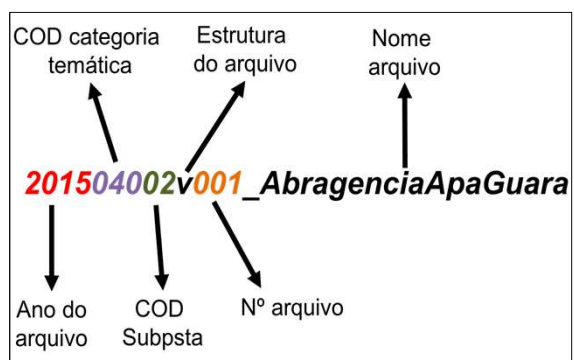 COD categoria
temática
Estrutura
do arquivo
Nome
arquivo
201504002v001_AbragenciaApaGuara
Ano do
arquivo
COD
Subpsta
Nº arquivo